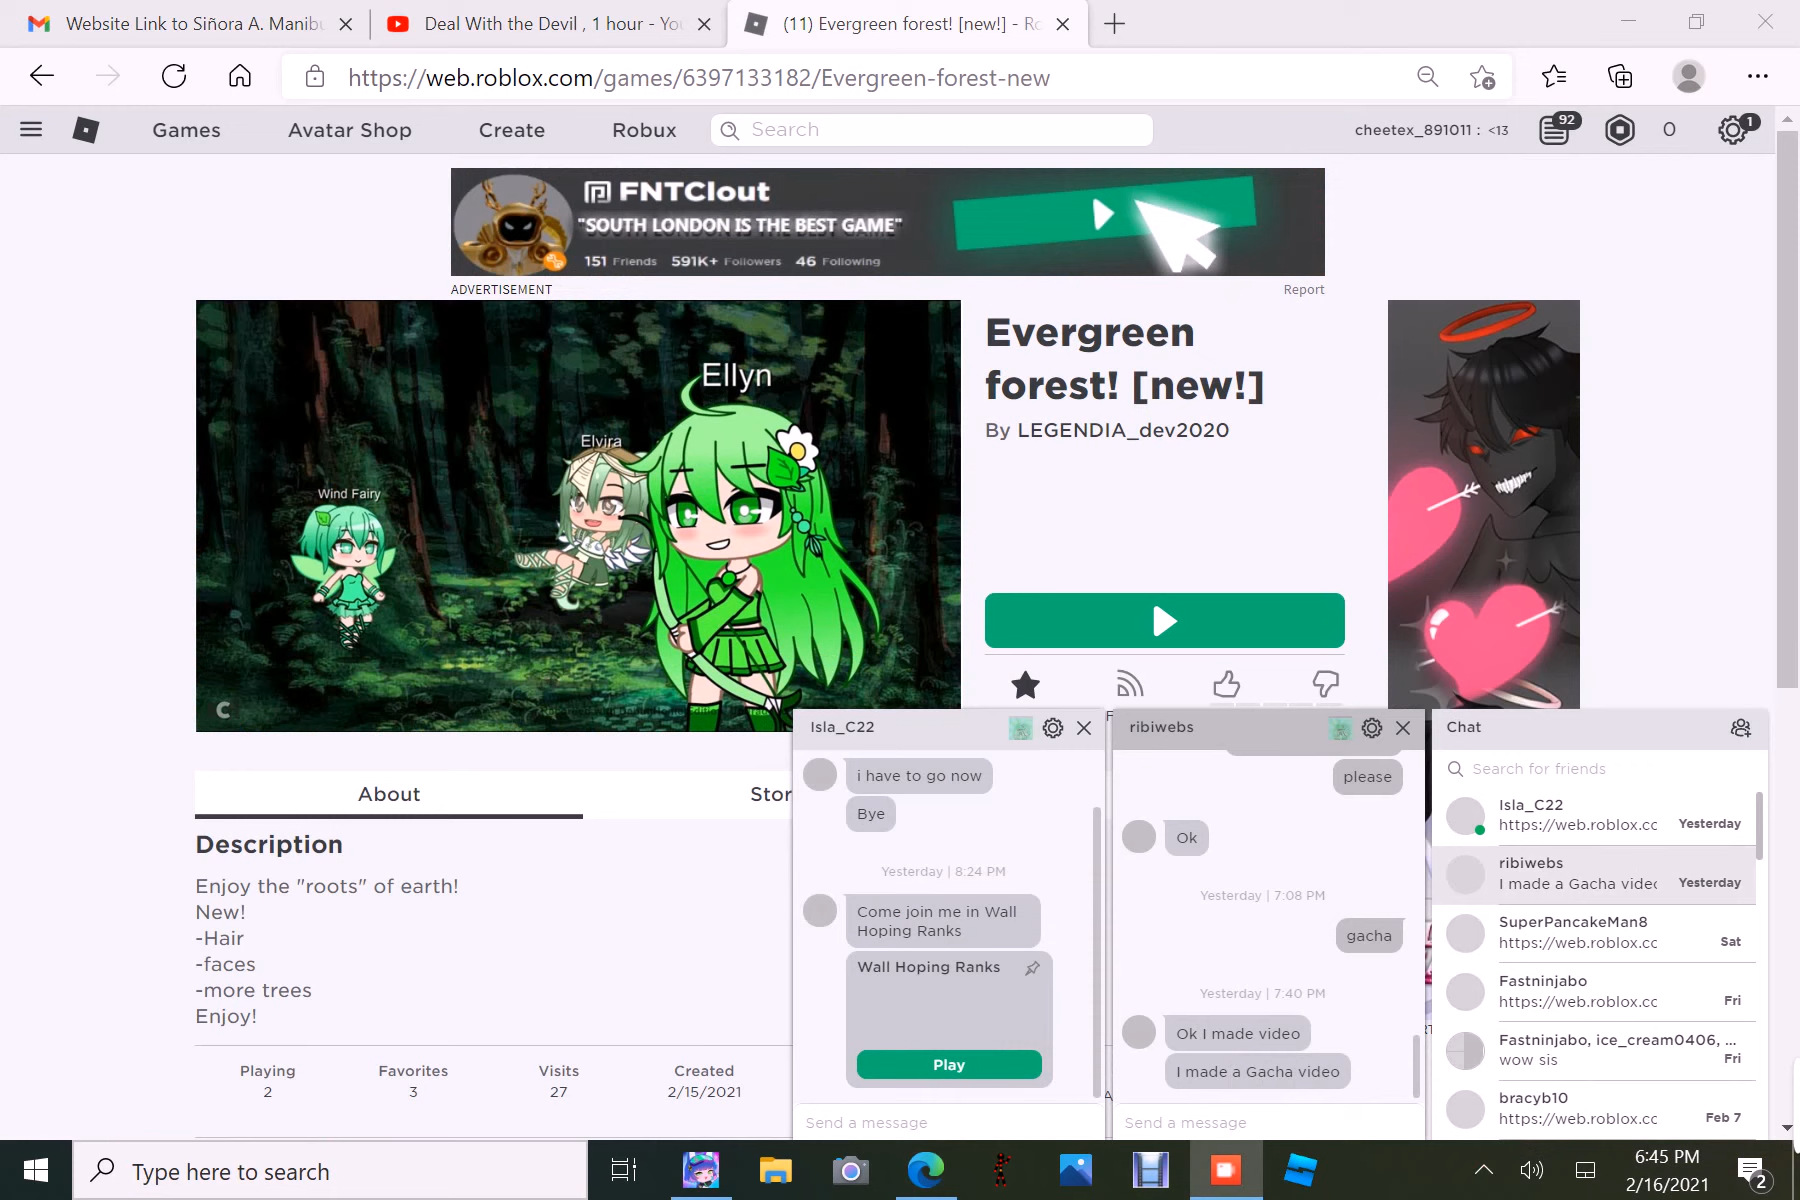 Website Link to Siñora A. Manibu
Deal With the Devil , 1 hour - You
(11) Evergreen forest! [new!] - Ro
https://web.roblox.com/games/6397133182/Evergreen-forest-new
Games
Avatar Shop
Create
Robux
Search
cheetex_891011 : <13
92
0
1
FNTClout
"SOUTH LONDON IS THE BEST GAME"
151 Friends 591K+ Followers 46 Following
ADVERTISEMENT
Report
Ellyn
Elvira
Wind Fairy
Evergreen
forest! [new!]
By LEGENDIA_dev2020
About
Stor
Description
Enjoy the "roots" of earth!
New!
-Hair
-faces
-more trees
Enjoy!
Playing
2
Favorites
3
Visits
27
Created
2/15/2021
Isla_C22
i have to go now
Bye
Yesterday | 8:24 PM
Come join me in Wall
Hoping Ranks
Wall Hoping Ranks
Play
Send a message
ribiwebs
please
Ok
Yesterday | 7:08 PM
gacha
Yesterday | 7:40 PM
Ok I made video
I made a Gacha video
Send a message
Chat
Search for friends
Isla_C22
https://web.roblox.cc Yesterday
ribiwebs
I made a Gacha videc Yesterday
SuperPancakeMan8
https://web.roblox.cc Sat
Fastninjabo
https://web.roblox.cc Fri
Fastninjabo, ice_cream0406, ...
wow sis Fri
bracyb10
https://web.roblox.cc Feb 7
Type here to search
6:45 PM
2/16/2021
2